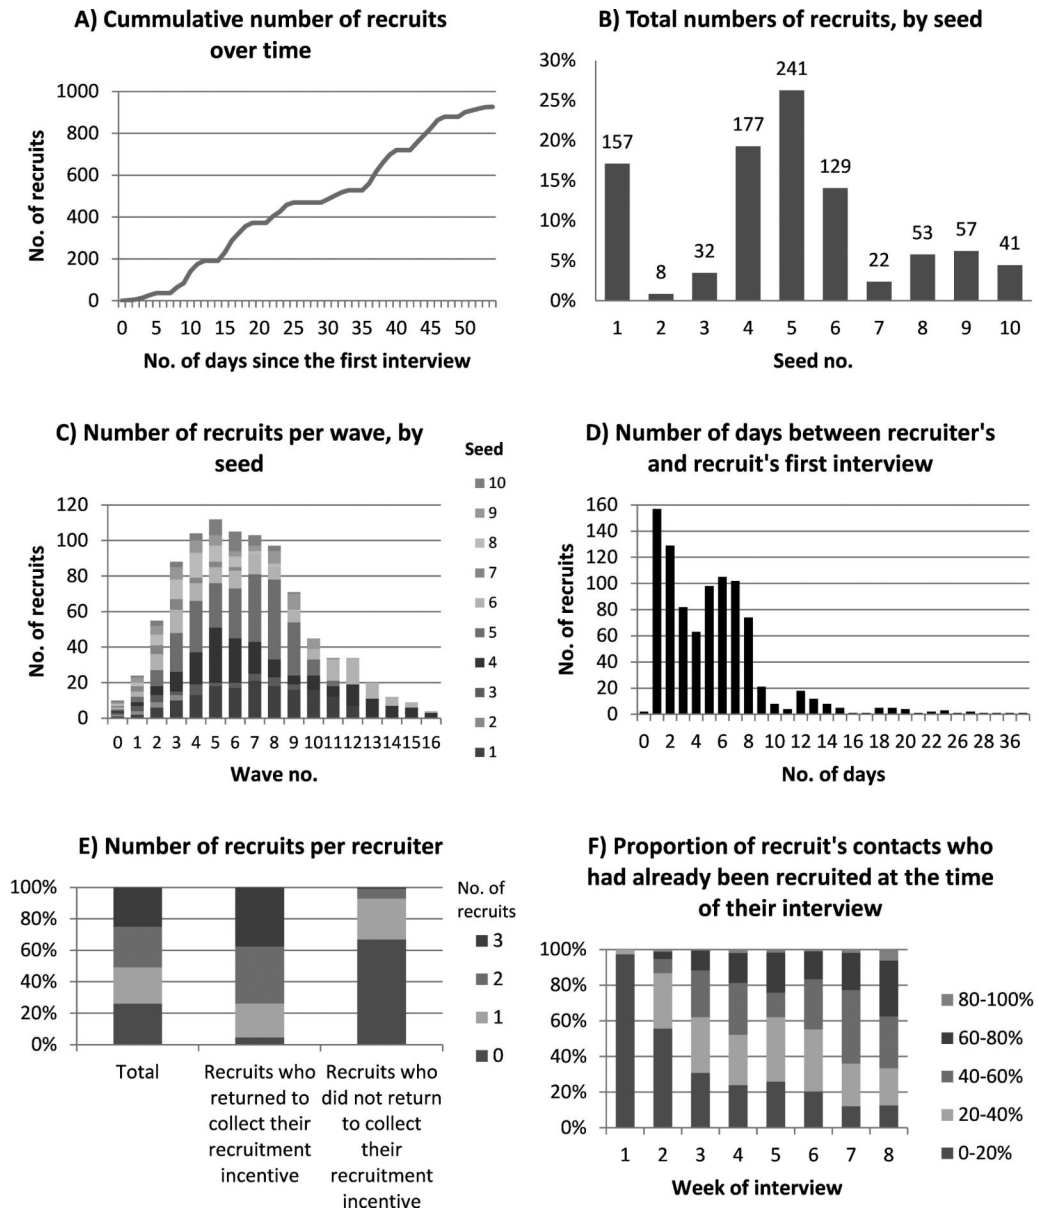 A) Cummulative number of recruits
over time
1000
800
600
400
200
0
No. of recruits
0 5 10 15 20 25 30 35 40 45 50
No. of days since the first interview
B) Total numbers of recruits, by seed
30%
25%
20%
15%
10%
5%
0%
157 8 32 177 241 129 22 53 57 41
1 2 3 4 5 6 7 8 9 10
Seed no.
C) Number of recruits per wave, by
seed
120
100
80
60
40
20
0
No. of recruits
0 1 2 3 4 5 6 7 8 9 10 11 12 13 14 15 16
Wave no.
Seed
10
9
8
7
6
5
4
3
2
1
D) Number of days between recruiter's
and recruit's first interview
160
140
120
100
80
60
40
20
0
No. of recruits
0 2 4 6 8 10 12 14 16 18 20 22 26 28 36
No. of days
E) Number of recruits per recruiter
100%
80%
60%
40%
20%
0%
Total
Recruits who
returned to
collect their
recruitment
incentive
Recruits who
did not return
to collect
their
recruitment
incentive
No. of
recruits
3
2
1
0
F) Proportion of recruit's contacts who
had already been recruited at the time
of their interview
100%
80%
60%
40%
20%
0%
1 2 3 4 5 6 7 8
Week of interview
80-100%
60-80%
40-60%
20-40%
0-20%